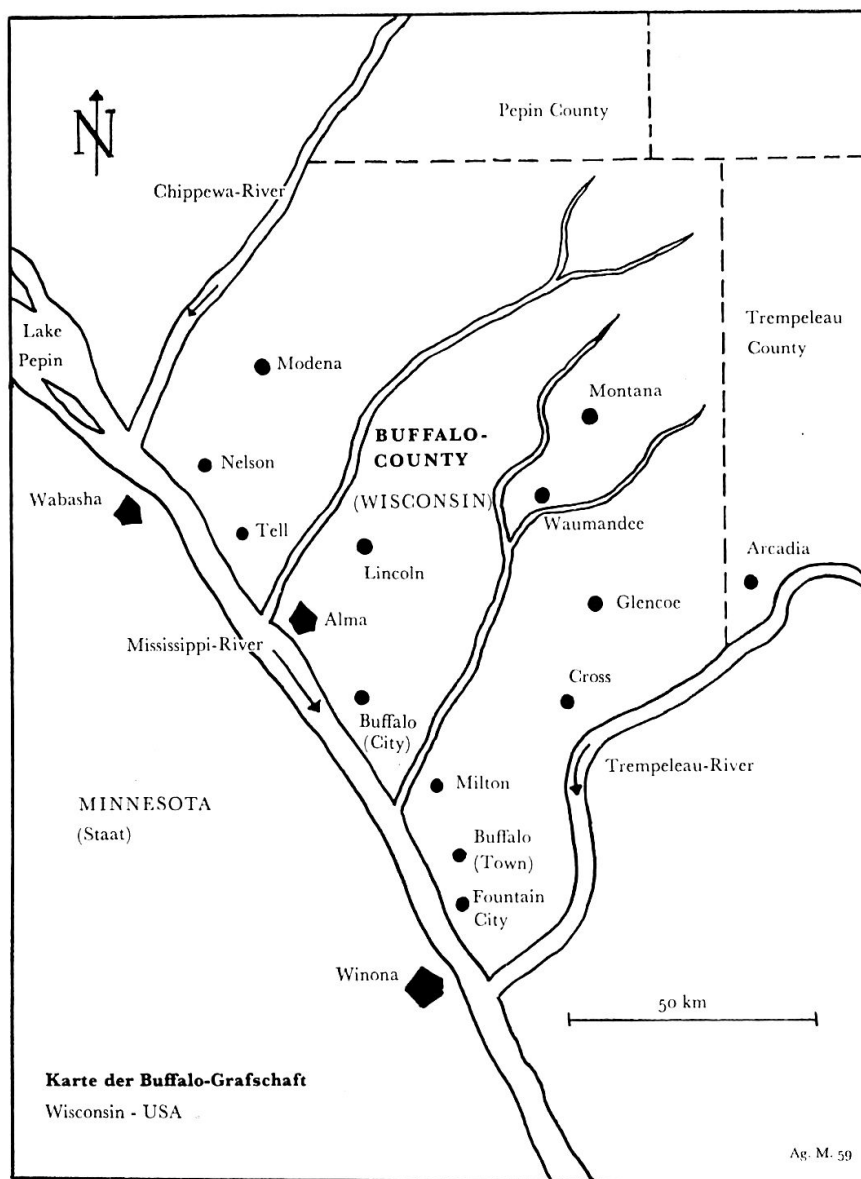 N
Pepin County
Chippewa-River
Lake
Pepin
Trempeleau
County
Modena
Montana
BUFFALO-
COUNTY
(WISCONSIN)
Nelson
Wabasha
Waumandee
Tell
Lincoln
Arcadia
Glencoe
Alma
Mississippi-River
Cross
Buffalo
(City)
Trempeleau-River
Milton
MINNESOTA
(Staat)
Buffalo
(Town)
Fountain
City
Winona
50 km
Karte der Buffalo-Grafschaft
Wisconsin - USA
Ag. M. 59